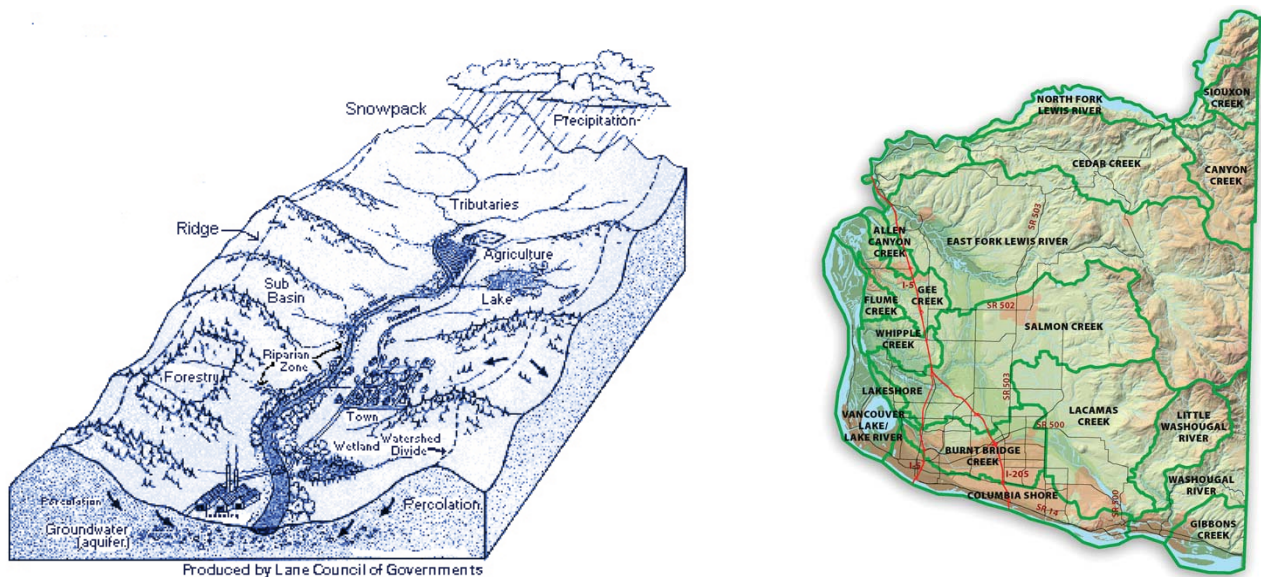 Snowpack
Precipitation
Tributaries
Ridge
Agriculture
Sub
Basin
Lake
Riparian
Zone
Forestry
Town
Wetland
Watershed
Divide
Percolation
Percolation
Industry
Groundwater
(aquifer)
Produced by Lane Council of Governments
SIOUXON
CREEK
NORTH FORK
LEWIS RIVER
CEDAR CREEK
CANYON
CREEK
SR 503
ALLEN
CANYON
CREEK
EAST FORK LEWIS RIVER
I-5
GEE
CREEK
FLUME
CREEK
SR 502
SALMON CREEK
WHIPPLE
CREEK
SR 503
LAKESHORE
LACAMAS
CREEK
LITTLE
WASHOUGAL
RIVER
VANCOUVER
LAKE/
LAKE RIVER
SR 500
BURNT BRIDGE
CREEK
I-5
I-205
WASHOUGAL
RIVER
COLUMBIA SHORE
SR-14
SR 500
GIBBONS
CREEK